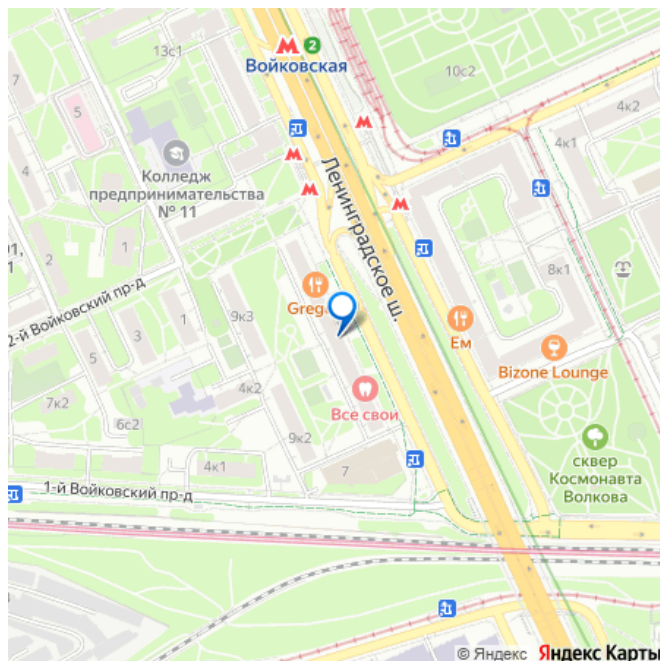 13с1
2
Войковская
10с2
4к2
5
4к1
Колледж
предпринимательства
№ 11
4
Ленинградское ш.
1
2
8к1
2-й Войковский пр-д
3
1
9к3
Grego
5
Ем
Bizone Lounge
4к2
7к2
Все свои
6с2
9к2
сквер
Космонавта
Волкова
4к1
7
1-й Войковский пр-д
© Яндекс Яндекс Карты